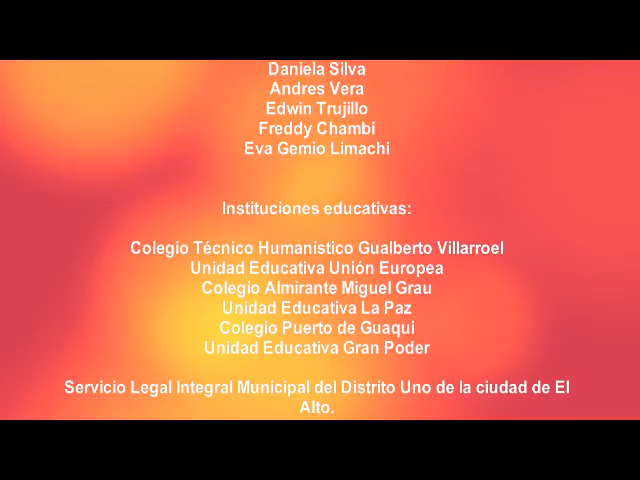 Daniela Silva
Andres Vera
Edwin Trujillo
Freddy Chambi
Eva Gemio Limachi
Instituciones educativas:
Colegio Técnico Humanístico Gualberto Villarroel
Unidad Educativa Unión Europea
Colegio Almirante Miguel Grau
Unidad Educativa La Paz
Colegio Puerto de Guaqui
Unidad Educativa Gran Poder
Servicio Legal Integral Municipal del Distrito Uno de la ciudad de El
Alto.